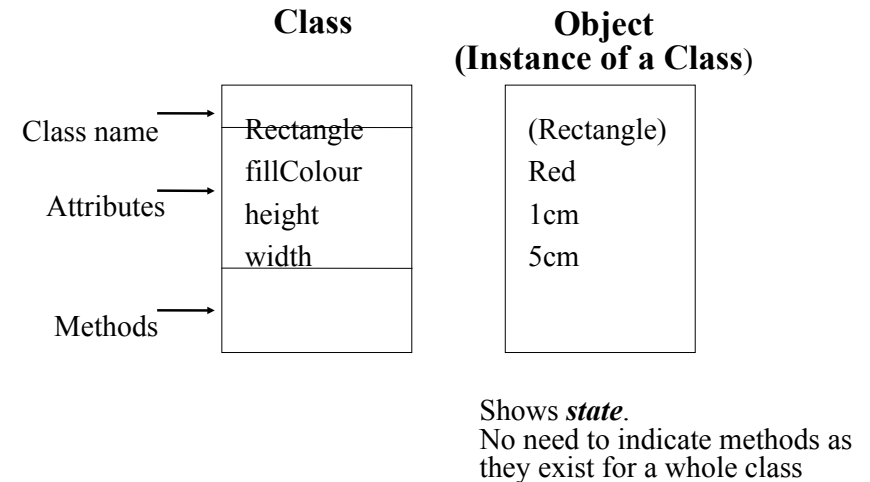 Class
Object
(Instance of a Class)
Class name
Attributes
Methods
Rectangle
fillColour
height
width
(Rectangle)
Red
1cm
5cm
Shows state.
No need to indicate methods as
they exist for a whole class